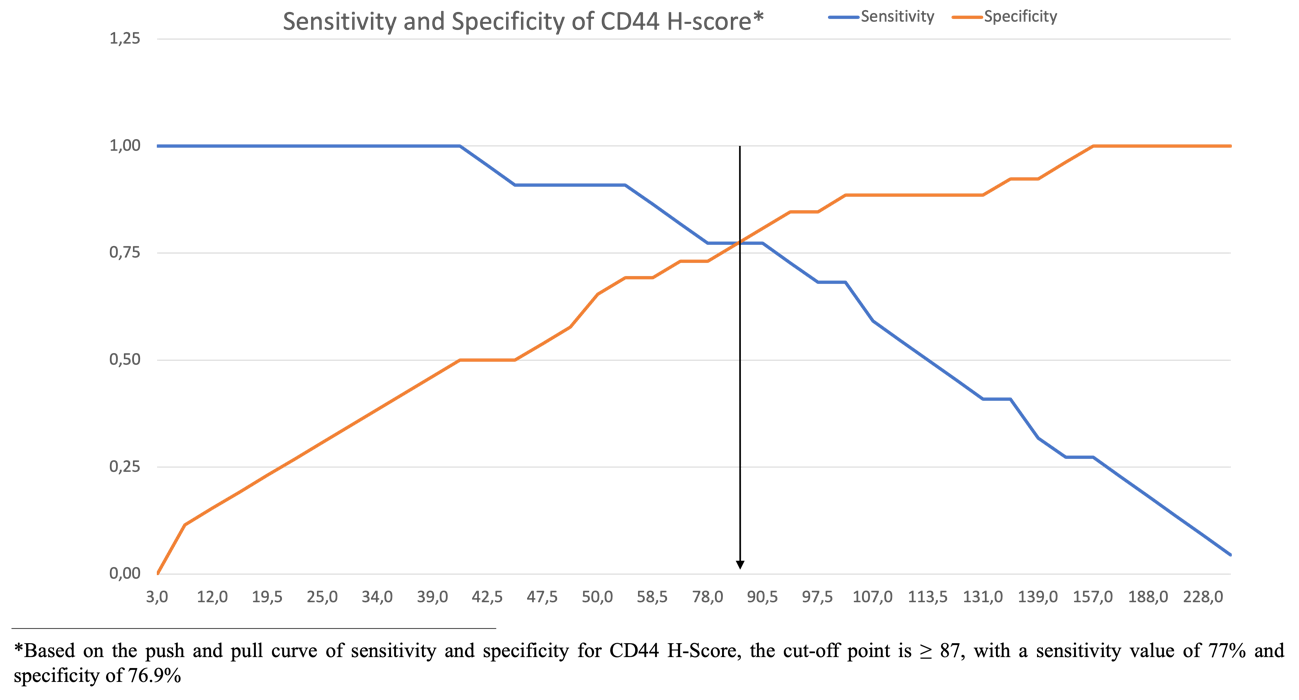 Sensitivity and Specificity of CD44 H-score*
Sensitivity
Specificity
1,25
1,00
0,75
0,50
0,25
0,00
3,0 12,0 19,5 25,0 34,0 39,0 42,5 47,5 50,0 58,5 78,0 90,5 97,5 107,0 113,5 131,0 139,0 157,0 188,0 228,0
*Based on the push and pull curve of sensitivity and specificity for CD44 H-Score, the cut-off point is ≥ 87, with a sensitivity value of 77% and
specificity of 76.9%